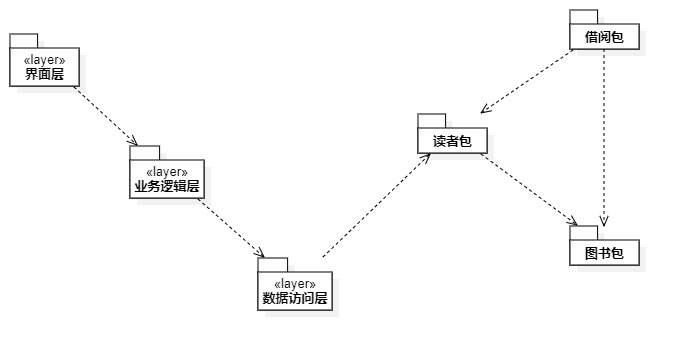 借阅包
«layer»
界面层
读者包
«layer»
业务逻辑层
图书包
«layer»
数据访问层